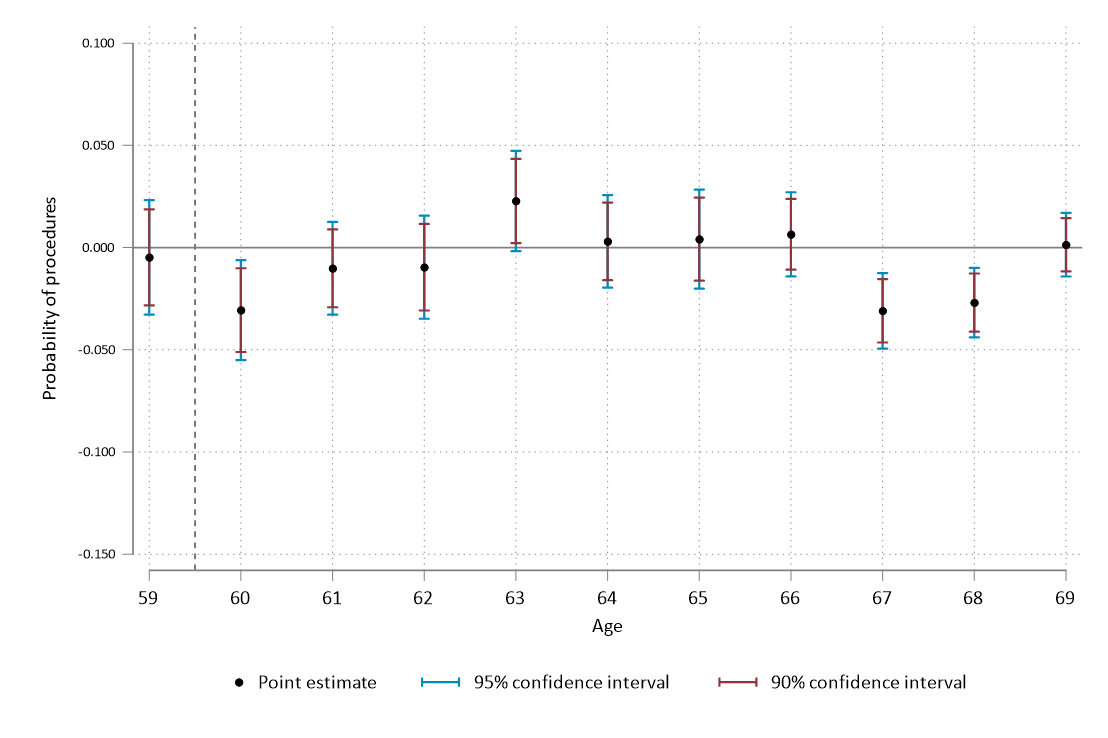 0.100
0.050
0.000
-0.050
-0.100
-0.150
Probability of procedures
59 60 61 62 63 64 65 66 67 68 69
Age
Point estimate 95% confidence interval 90% confidence interval